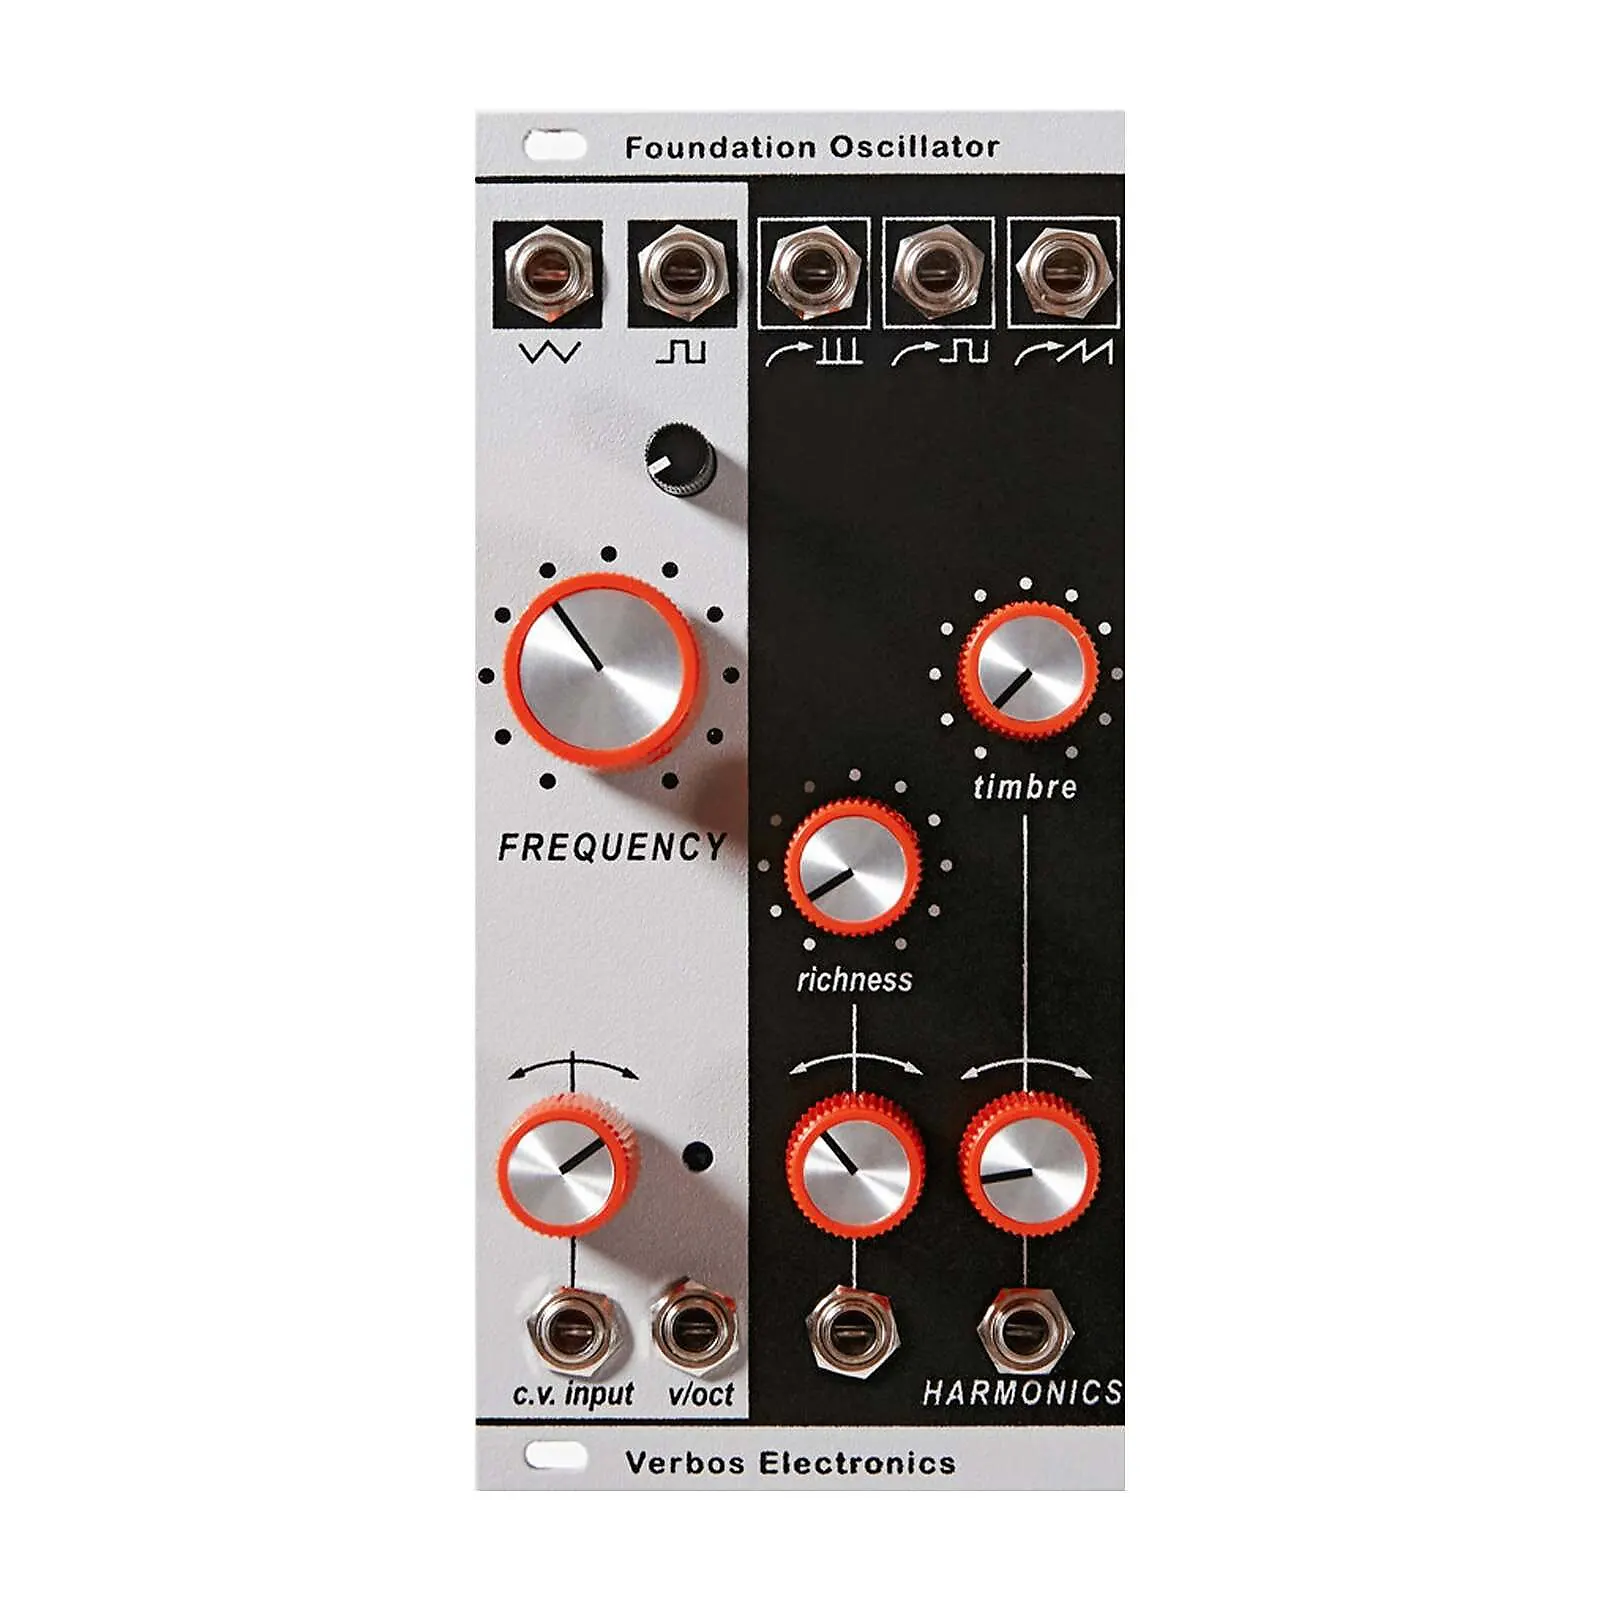 Foundation Oscillator
FREQUENCY
timbre
richness
c.v. input
v/oct
HARMONICS
Verbos Electronics